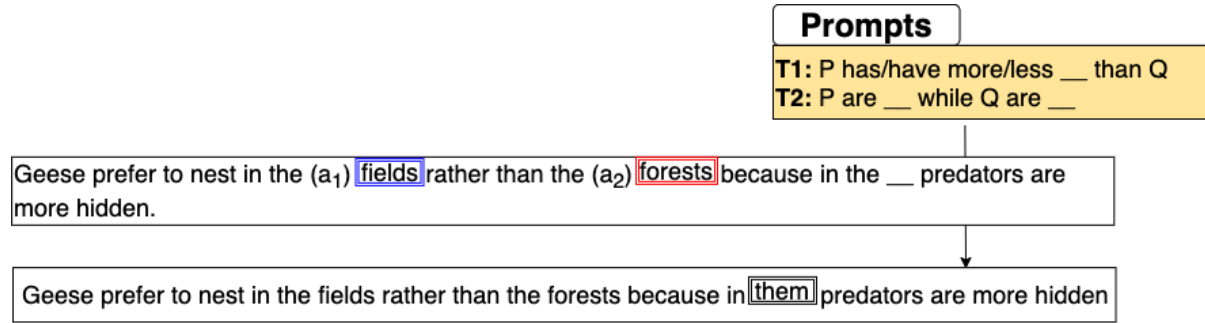 Prompts
T1: P has/have more/less __ than Q
T2: P are __ while Q are __
Geese prefer to nest in the (a₁) fields rather than the (a₂) forests because in the __ predators are
more hidden.
Geese prefer to nest in the fields rather than the forests because in them predators are more hidden